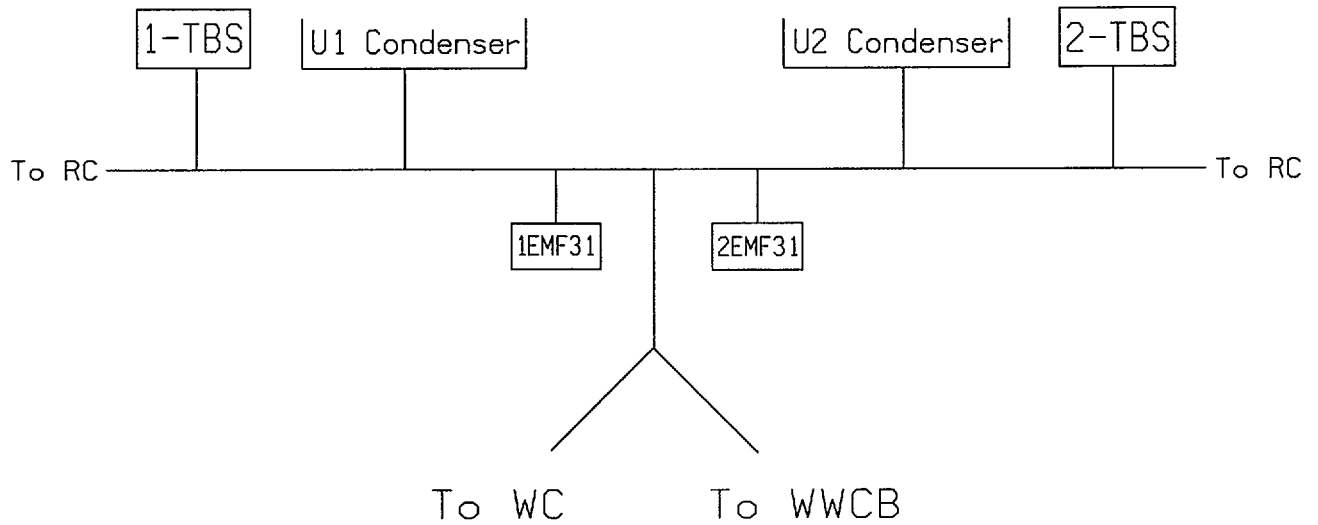 1-TBS
U1 Condenser
U2 Condenser
2-TBS
To RC
To RC
1EMF31
2EMF31
To WC
To WWCB